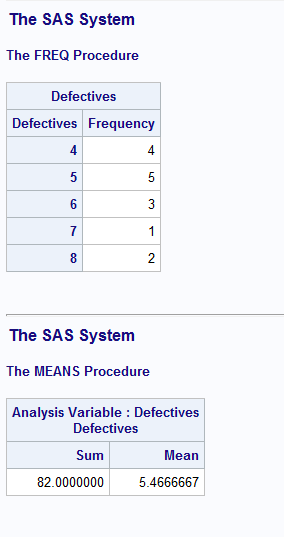 The SAS System
The FREQ Procedure
Defectives
Defectives Frequency
4 4
5 5
6 3
7 1
8 2
The SAS System
The MEANS Procedure
Analysis Variable : Defectives
Defectives
Sum Mean
82.0000000 5.4666667